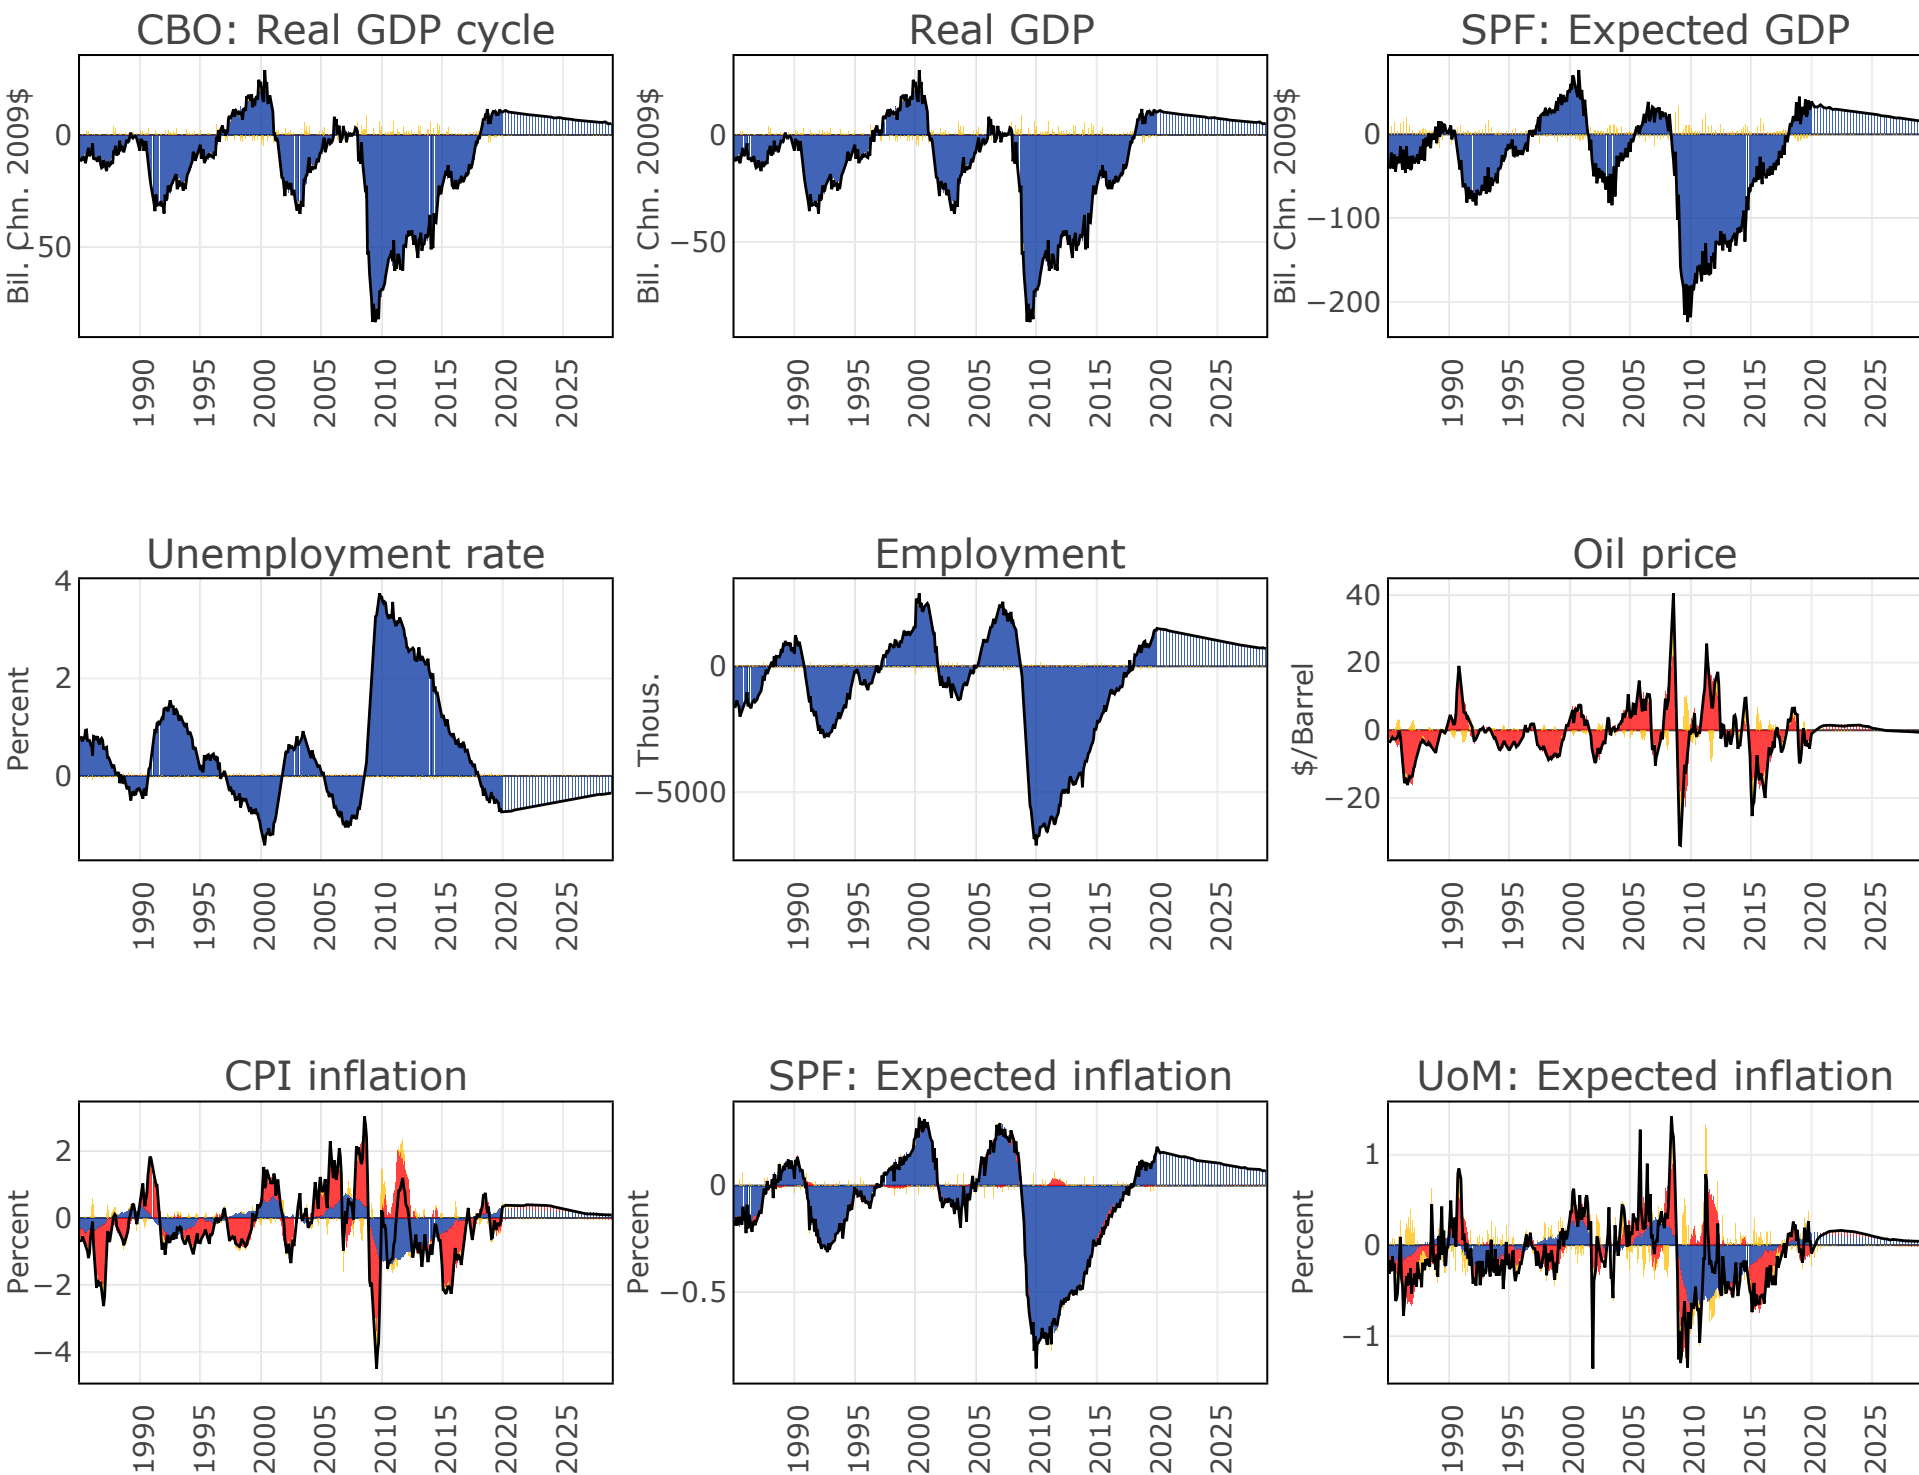 CBO: Real GDP cycle
Bil. Chn. 2009$
0
−50
1990 1995 2000 2005 2010 2015 2020 2025
Real GDP
Bil. Chn. 2009$
0
−50
1990 1995 2000 2005 2010 2015 2020 2025
SPF: Expected GDP
Bil. Chn. 2009$
0
−100
−200
1990 1995 2000 2005 2010 2015 2020 2025
Unemployment rate
Percent
4
2
0
1990 1995 2000 2005 2010 2015 2020 2025
Employment
Thous.
0
−5000
1990 1995 2000 2005 2010 2015 2020 2025
Oil price
$/Barrel
40
20
0
−20
1990 1995 2000 2005 2010 2015 2020 2025
CPI inflation
Percent
2
0
−2
−4
1990 1995 2000 2005 2010 2015 2020 2025
SPF: Expected inflation
Percent
0
−0.5
1990 1995 2000 2005 2010 2015 2020 2025
UoM: Expected inflation
Percent
1
0
−1
1990 1995 2000 2005 2010 2015 2020 2025